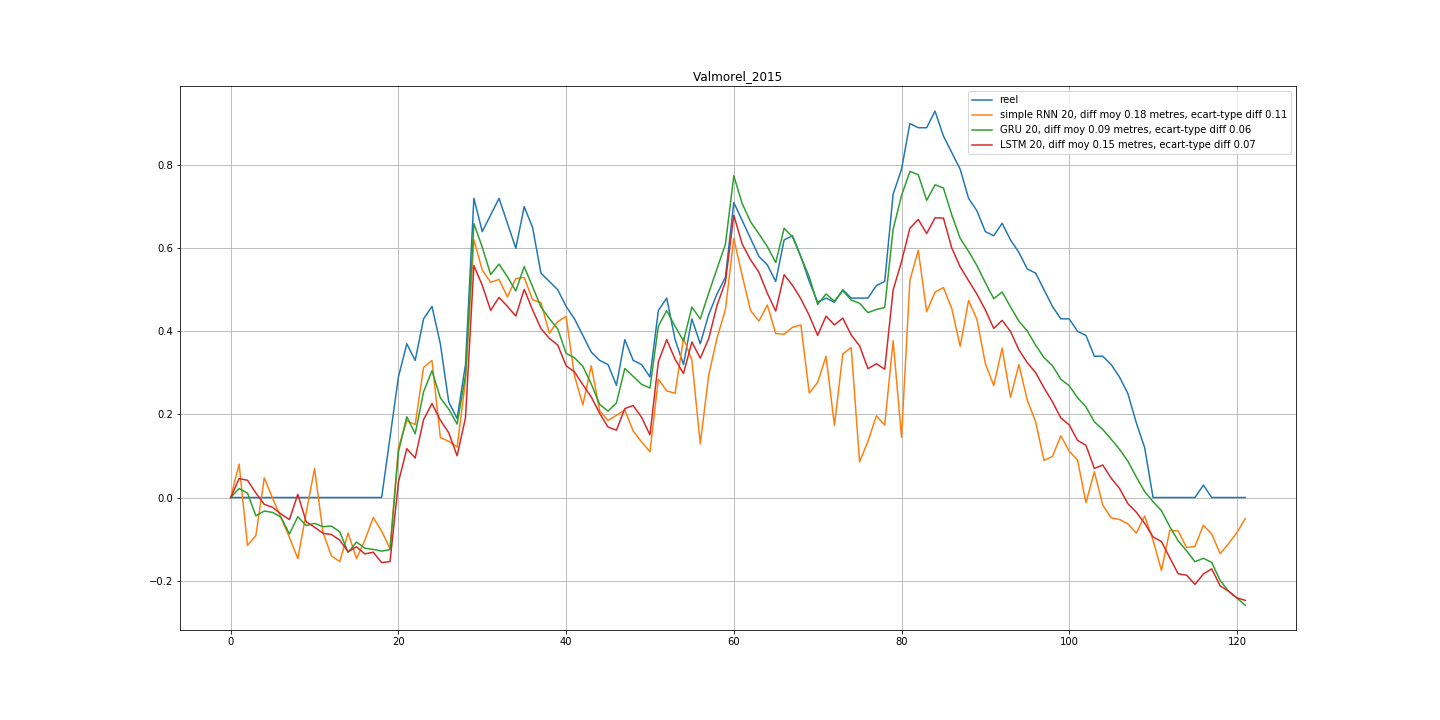 Valmorel_2015
reel
simple RNN 20, diff moy 0.18 metres, ecart-type diff 0.11
GRU 20, diff moy 0.09 metres, ecart-type diff 0.06
LSTM 20, diff moy 0.15 metres, ecart-type diff 0.07
0.8
0.6
0.4
0.2
0.0
−0.2
0 20 40 60 80 100 120